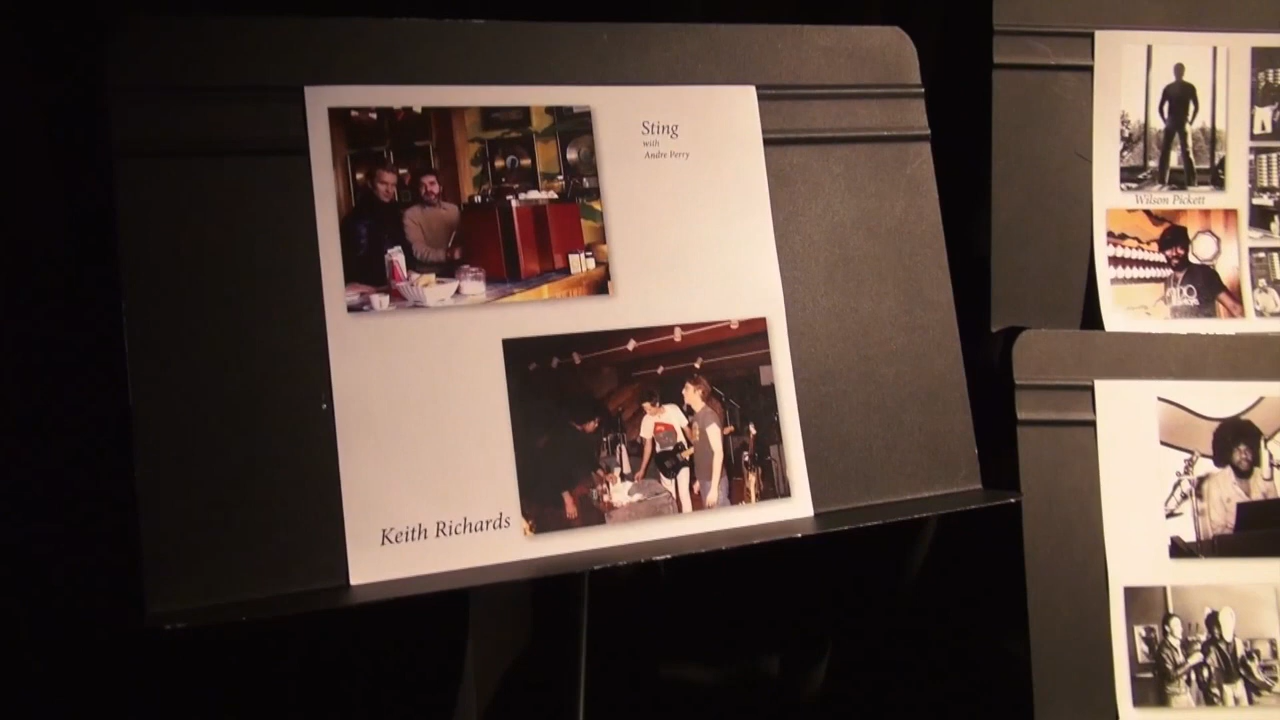 Sting
with
Andre Perry
Keith Richards
Wilson Pickett